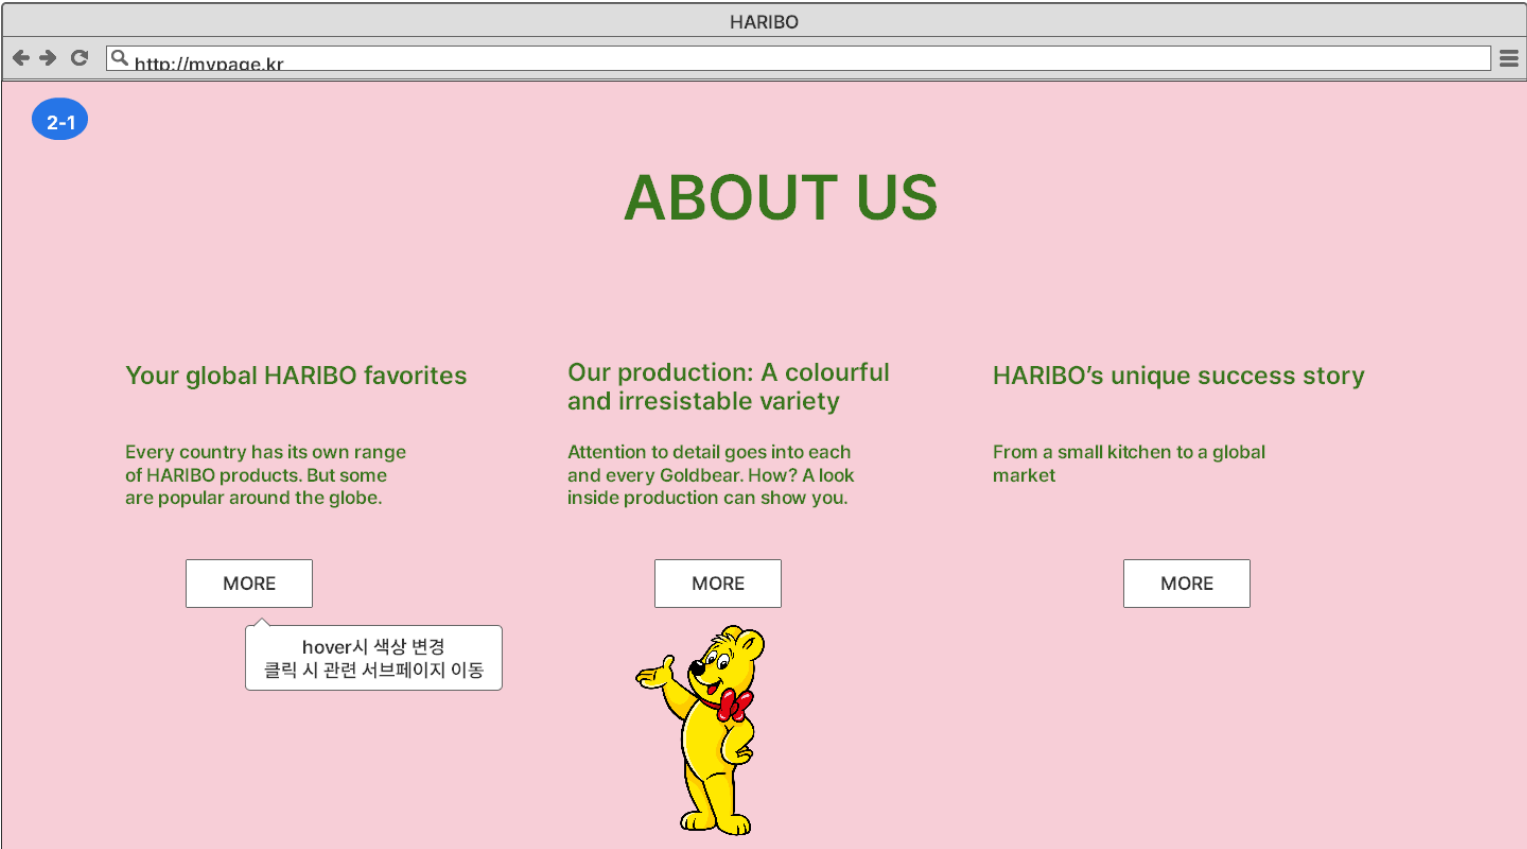 HARIBO
http://mypage.kr
2-1
ABOUT US
Your global HARIBO favorites
Every country has its own range
of HARIBO products. But some
are popular around the globe.
MORE
hover시 색상 변경
클릭 시 관련 서브페이지 이동
Our production: A colourful
and irresistable variety
Attention to detail goes into each
and every Goldbear. How? A look
inside production can show you.
MORE
HARIBO’s unique success story
From a small kitchen to a global
market
MORE